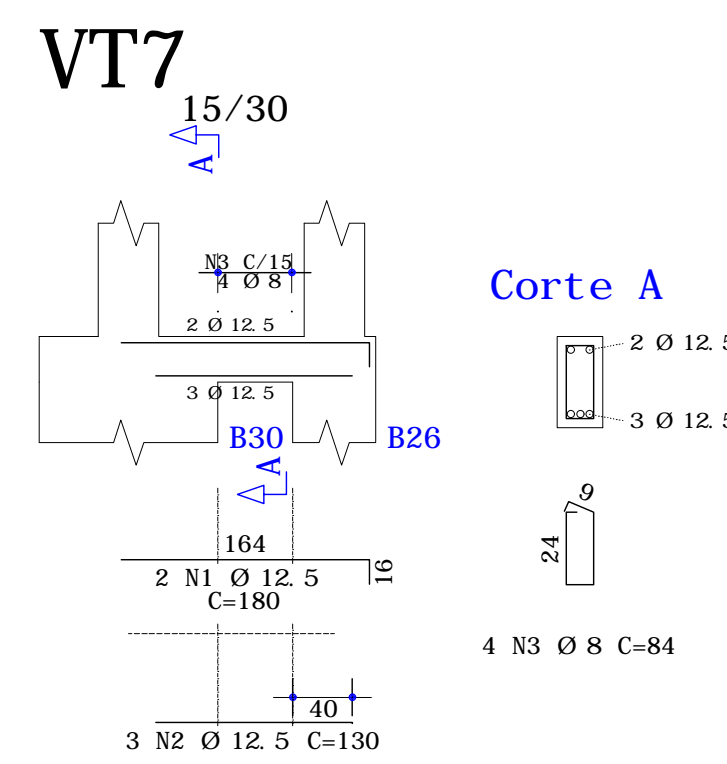 VT7
15/30
A
N3 C/15
4 Ø 8
2 Ø 12.5
3 Ø 12.5
B30
B26
A
164
16
2 N1 Ø 12.5
C=180
40
3 N2 Ø 12.5 C=130
Corte A
2 Ø 12.5
3 Ø 12.5
9
24
4 N3 Ø 8 C=84